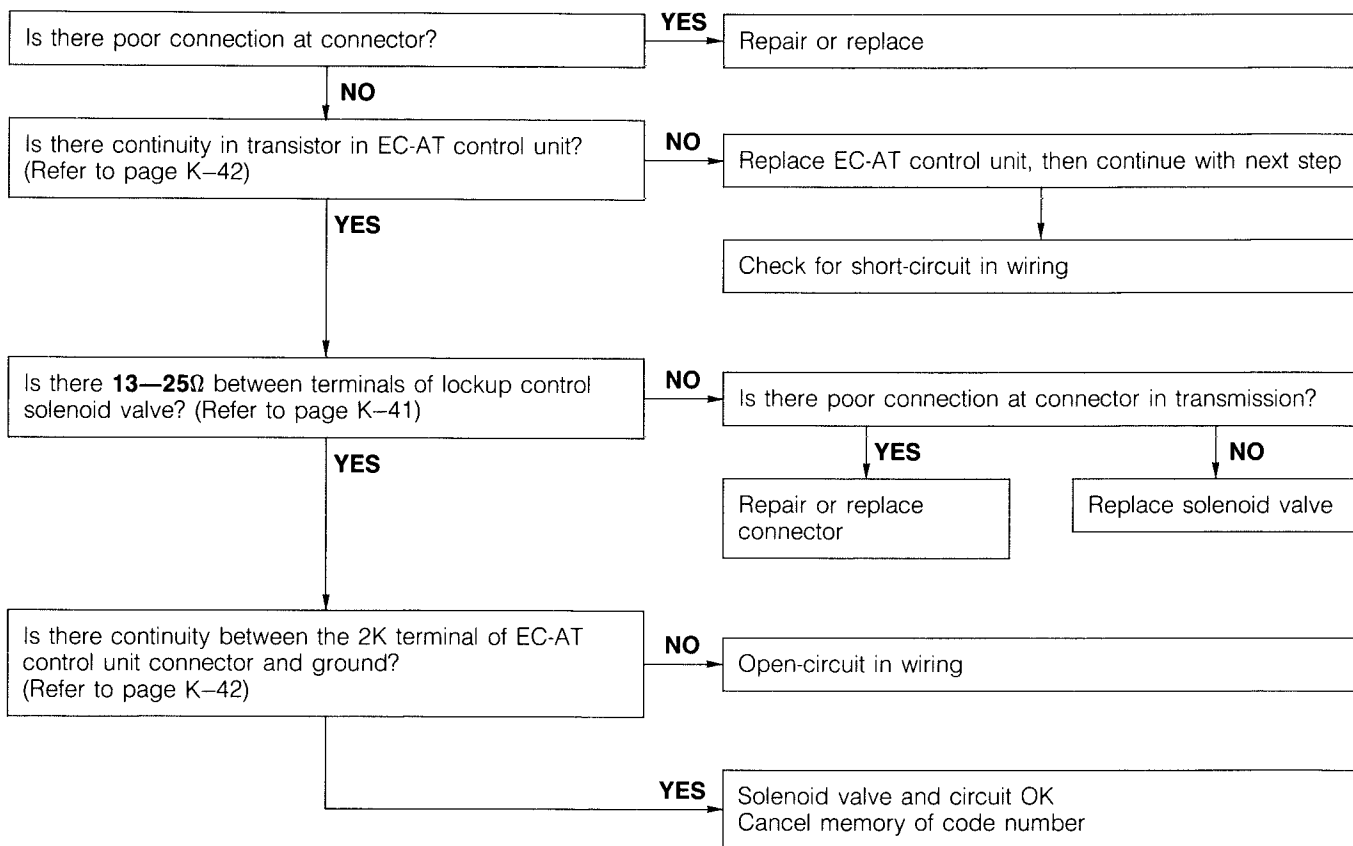 Is there poor connection at connector?
YES
Repair or replace
NO
Is there continuity in transistor in EC-AT control unit?
(Refer to page K–42)
NO
Replace EC-AT control unit, then continue with next step
YES
Check for short-circuit in wiring
Is there 13—25Ω between terminals of lockup control
solenoid valve? (Refer to page K–41)
NO
Is there poor connection at connector in transmission?
YES
YES
NO
Repair or replace
connector
Replace solenoid valve
Is there continuity between the 2K terminal of EC-AT
control unit connector and ground?
(Refer to page K–42)
NO
Open-circuit in wiring
YES
Solenoid valve and circuit OK
Cancel memory of code number